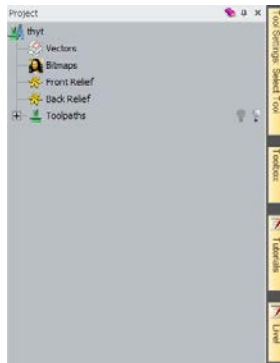 Project
thyt
Vectors
Bitmaps
Front Relief
Back Relief
Toolpaths
Tool Settings: Select Tool
Toolbox
Tutorials
Live!